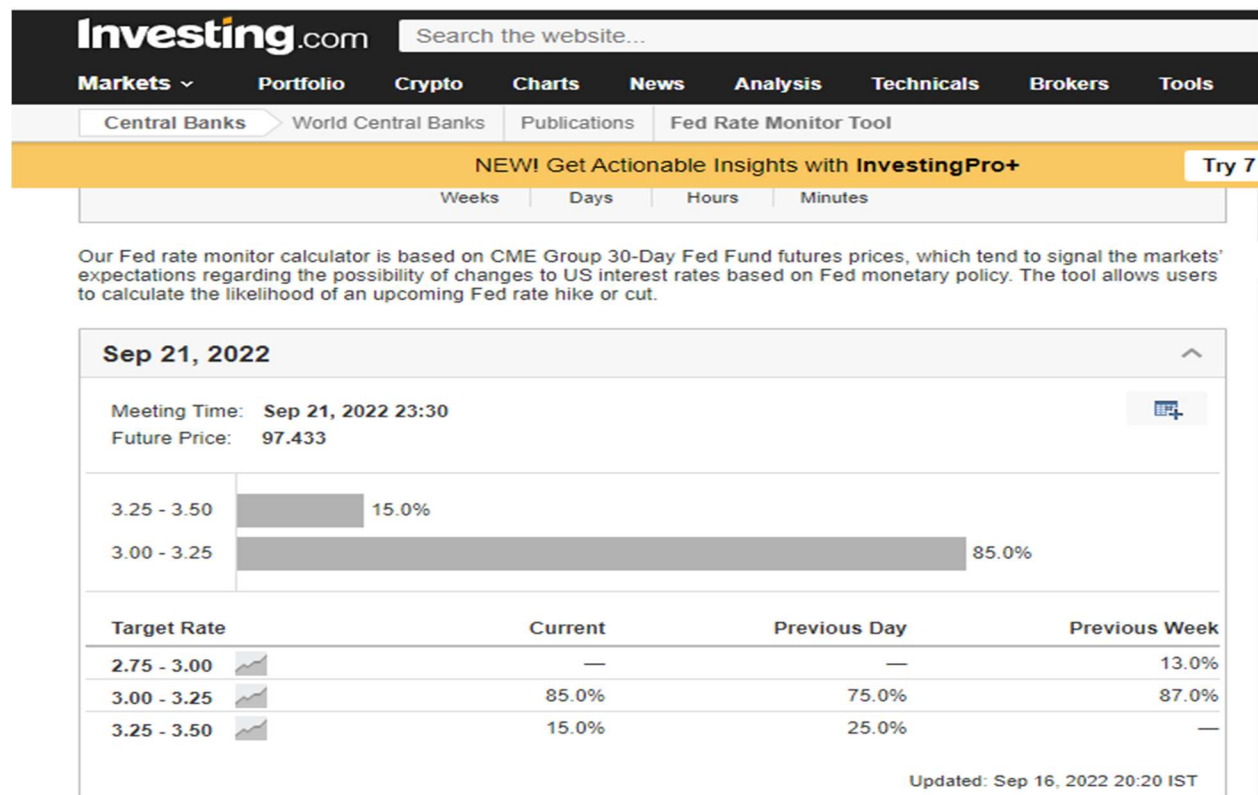 Investing.com Search the website...
Markets Portfolio Crypto Charts News Analysis Technicals Brokers Tools
Central Banks World Central Banks Publications Fed Rate Monitor Tool
NEW! Get Actionable Insights with InvestingPro+ Try 7
Weeks Days Hours Minutes
Our Fed rate monitor calculator is based on CME Group 30-Day Fed Fund futures prices, which tend to signal the markets'
expectations regarding the possibility of changes to US interest rates based on Fed monetary policy. The tool allows users
to calculate the likelihood of an upcoming Fed rate hike or cut.
Sep 21, 2022
Meeting Time: Sep 21, 2022 23:30
Future Price: 97.433
3.25 - 3.50 15.0%
3.00 - 3.25 85.0%
Target Rate Current Previous Day Previous Week
2.75 - 3.00 — — 13.0%
3.00 - 3.25 85.0% 75.0% 87.0%
3.25 - 3.50 15.0% 25.0% —
Updated: Sep 16, 2022 20:20 IST